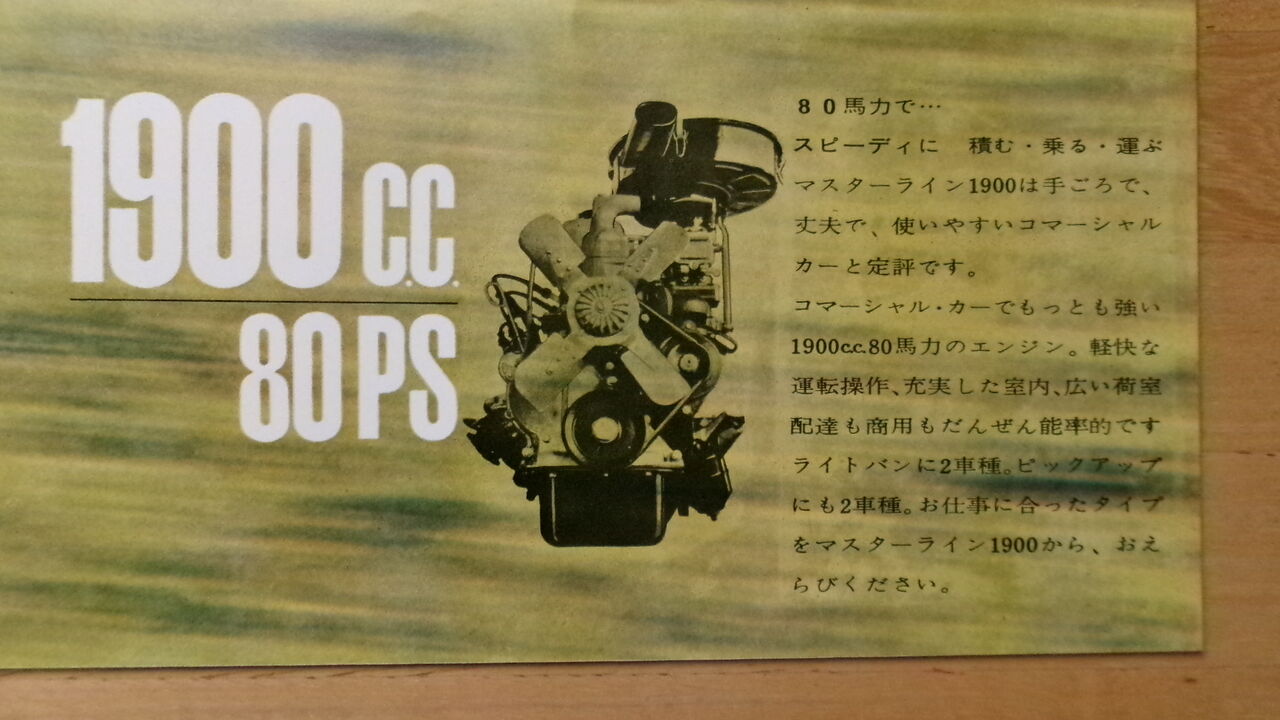 1900 c.c.
80PS
80馬力で…
スピーディに 積む・乗る・運ぶ
マスターライン1900は手ごろで、
丈夫で、使いやすいコマーシャル
カーと定評です。
コマーシャル・カーでもっとも強い
1900c.c.80馬力のエンジン。軽快な
運転操作、充実した室内、広い荷室
配達も商用もだんぜん能率的です
ライトバンに2車種。ピックアップ
にも2車種。お仕事に合ったタイプ
をマスターライン1900から、おえ
らびください。